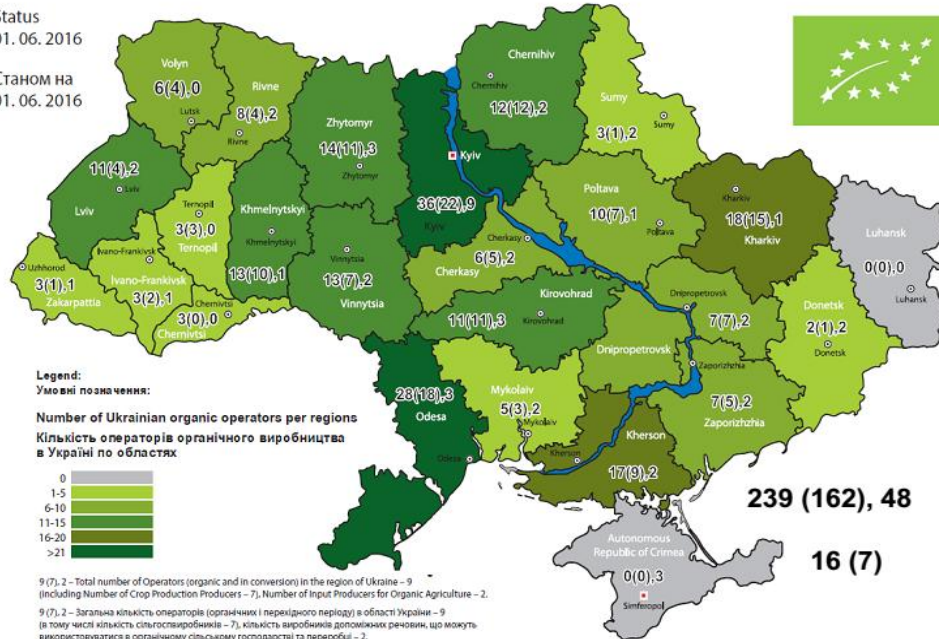 Status
01. 06. 2016
Станом на
01. 06. 2016
Volyn
6(4),0
Lutsk
Rivne
8(4),2
Rivne
Zhytomyr
14(11),3
Zhytomyr
Kyiv
36(22),9
Kyiv
Chernihiv
Chernihiv
12(12),2
Sumy
3(1),2
Sumy
11(4),2
Lviv
Lviv
Ternopil
3(3),0
Ternopil
Khmelnytskyi
Khmelnytskyi
13(10),1
Vinnytsia
13(7),2
Vinnytsia
Cherkasy
6(5),2
Cherkasy
Poltava
10(7),1
Poltava
Kharkiv
18(15),1
Kharkiv
Luhansk
0(0),0
Luhansk
Uzhhorod
3(1),1
Zakarpattia
Ivano-Frankivsk
Ivano-Frankivsk
3(2),1
Chernivtsi
3(0),0
Chernivtsi
Kirovohrad
11(11),3
Kirovohrad
Dnipropetrovsk
7(7),2
Dnipropetrovsk
Donetsk
2(1),2
Donetsk
Zaporizhzhia
7(5),2
Zaporizhzhia
28(18),3
Odesa
Odesa
Mykolaiv
5(3),2
Mykolaiv
Kherson
Kherson
17(9),2
Autonomous
Republic of Crimea
0(0),3
Simferopol
239 (162), 48
16 (7)
Legend:
Умовні позначення:
Number of Ukrainian organic operators per regions
Кількість операторів органічного виробництва
в Україні по областях
0
1-5
6-10
11-15
16-20
>21
9 (7), 2 – Total number of Operators (organic and in conversion) in the region of Ukraine – 9
(including Number of Crop Production Producers – 7), Number of Input Producers for Organic Agriculture – 2.
9 (7), 2 – Загальна кількість операторів (органічних і перехідного періоду) в області України – 9
(в тому числі кількість сільгоспвиробників – 7), кількість виробників допоміжних речовин, що можуть
використовуватися в органічному сільському господарстві та переробці – 2.